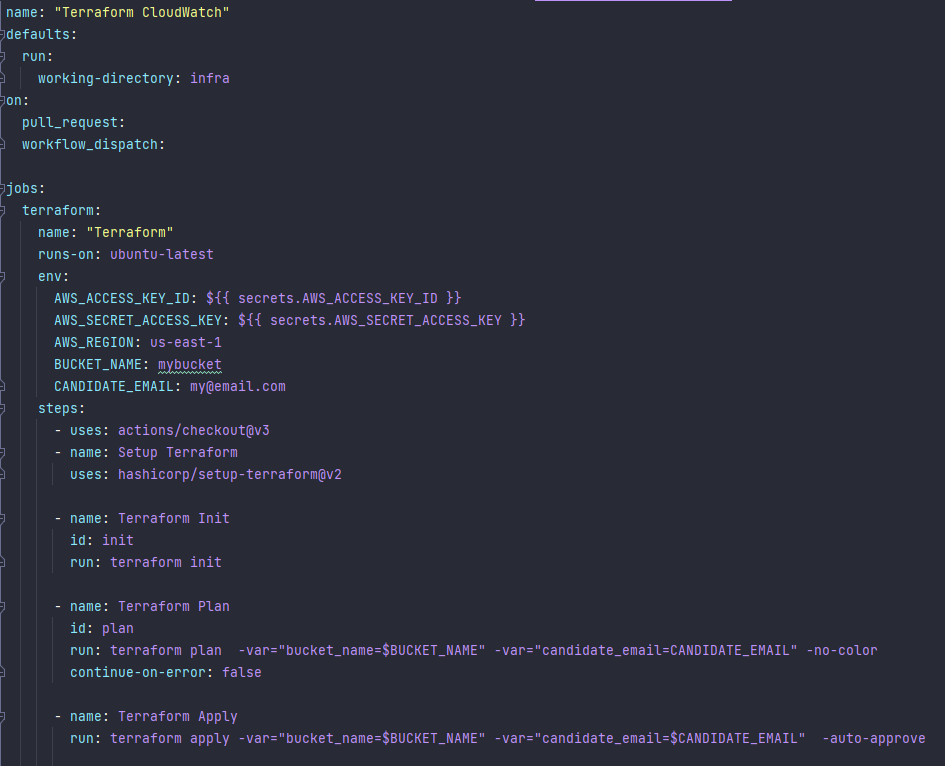 name: "Terraform CloudWatch"
defaults:
  run:
    working-directory: infra
on:
  pull_request:
  workflow_dispatch:

jobs:
  terraform:
    name: "Terraform"
    runs-on: ubuntu-latest
    env:
      AWS_ACCESS_KEY_ID: ${{ secrets.AWS_ACCESS_KEY_ID }}
      AWS_SECRET_ACCESS_KEY: ${{ secrets.AWS_SECRET_ACCESS_KEY }}
      AWS_REGION: us-east-1
      BUCKET_NAME: mybucket
      CANDIDATE_EMAIL: my@email.com
    steps:
      - uses: actions/checkout@v3
      - name: Setup Terraform
        uses: hashicorp/setup-terraform@v2

      - name: Terraform Init
        id: init
        run: terraform init

      - name: Terraform Plan
        id: plan
        run: terraform plan  -var="bucket_name=$BUCKET_NAME" -var="candidate_email=CANDIDATE_EMAIL" -no-color
        continue-on-error: false

      - name: Terraform Apply
        run: terraform apply -var="bucket_name=$BUCKET_NAME" -var="candidate_email=$CANDIDATE_EMAIL"  -auto-approve